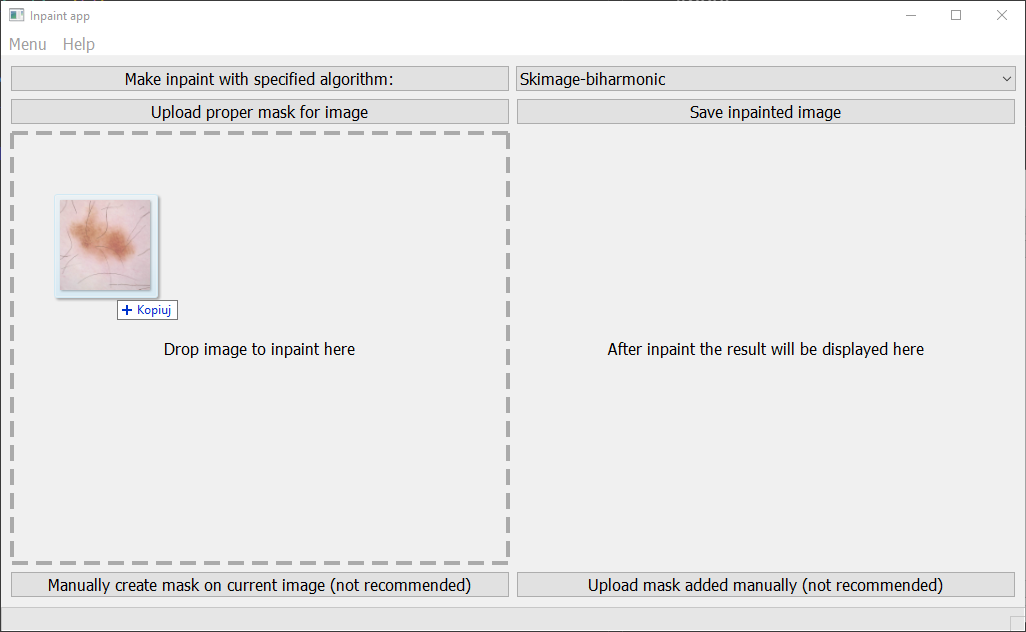 Inpaint app
Menu Help
Make inpaint with specified algorithm: Skimage-biharmonic
Upload proper mask for image Save inpainted image
+ Kopiuj
Drop image to inpaint here After inpaint the result will be displayed here
Manually create mask on current image (not recommended) Upload mask added manually (not recommended)